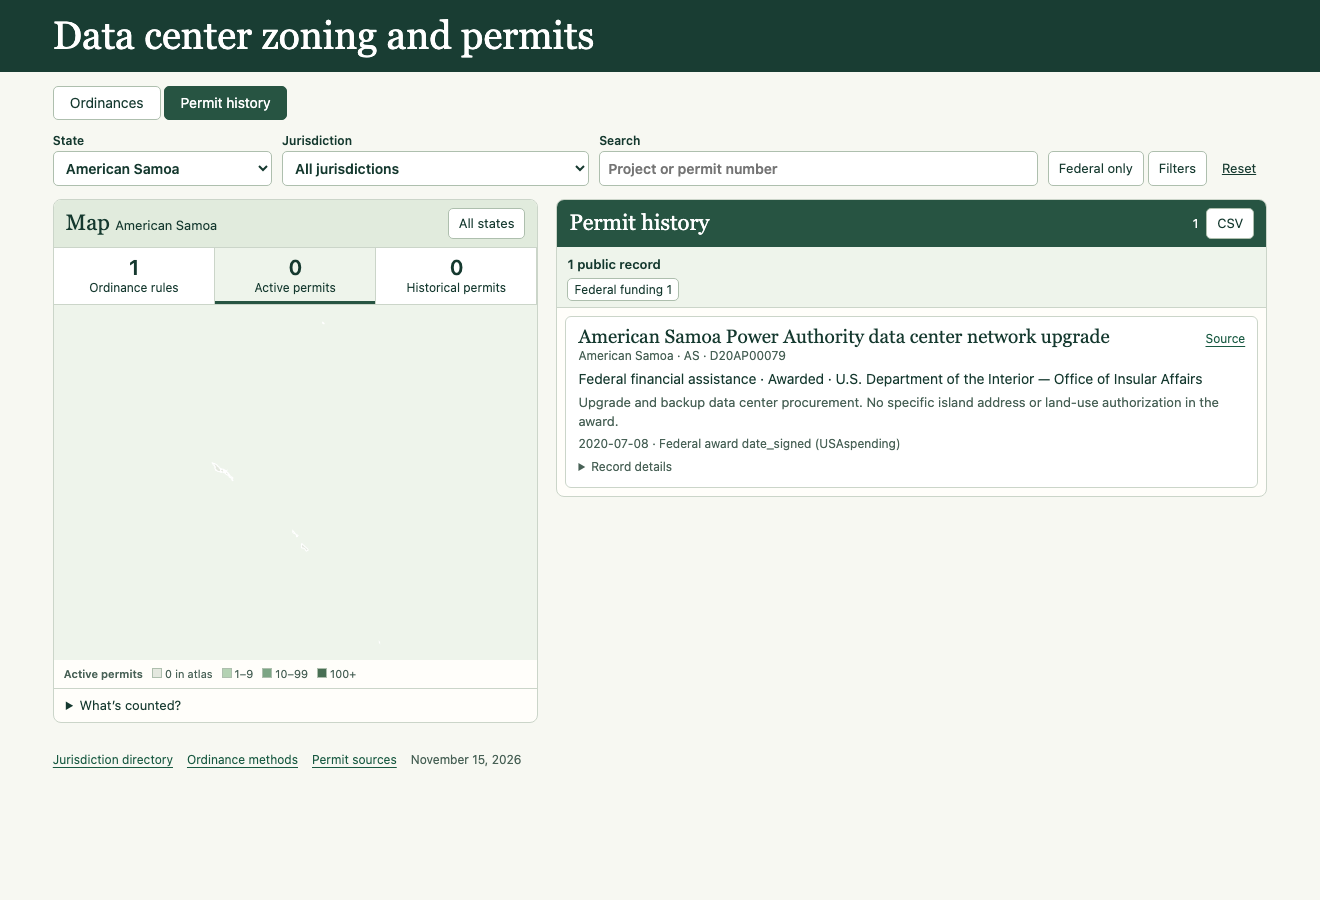 Data center zoning and permits
Ordinances
Permit history
State
Jurisdiction
Search
American Samoa
All jurisdictions
Project or permit number
Federal only
Filters
Reset
Map American Samoa
All states
1
Ordinance rules
0
Active permits
0
Historical permits
Active permits
0 in atlas
1–9
10–99
100+
What's counted?
Permit history
1
CSV
1 public record
Federal funding 1
American Samoa Power Authority data center network upgrade
Source
American Samoa · AS · D20AP00079
Federal financial assistance · Awarded · U.S. Department of the Interior — Office of Insular Affairs
Upgrade and backup data center procurement. No specific island address or land-use authorization in the
award.
2020-07-08 · Federal award date_signed (USAspending)
Record details
Jurisdiction directory
Ordinance methods
Permit sources
November 15, 2026